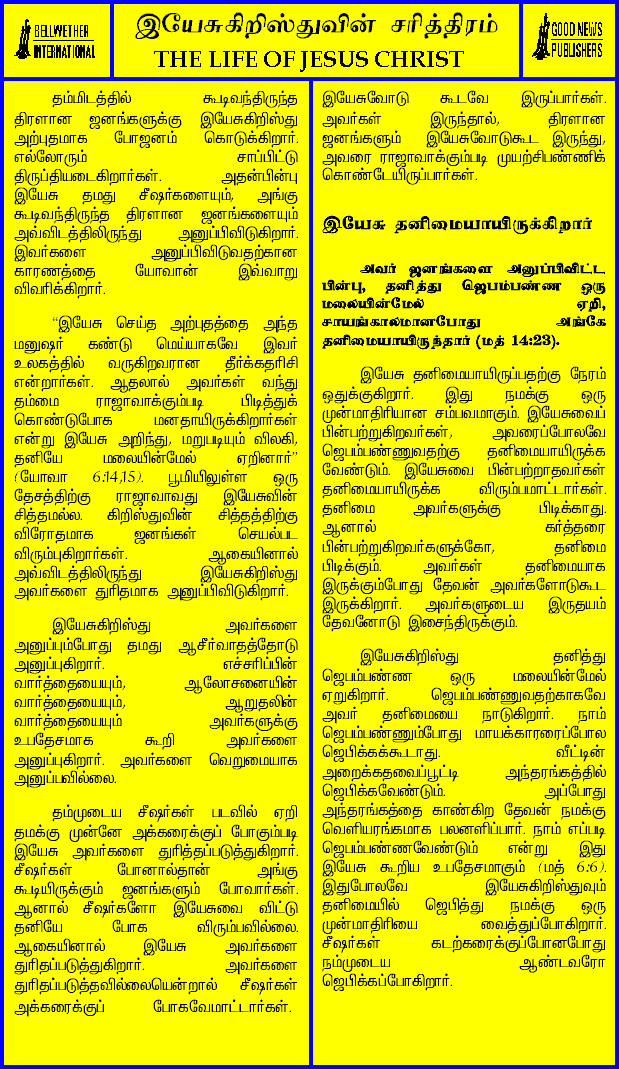 BELLWETHER
INTERNATIONAL
இயேசுகிறிஸ்துவின் சரித்திரம்
THE LIFE OF JESUS CHRIST
GOOD NEWS
PUBLISHERS
தம்மிடத்தில் கூடிவந்திருந்த
திரளான ஜனங்களுக்கு இயேசுகிறிஸ்து
அற்புதமாக போஜனம் கொடுக்கிறார்.
எல்லோரும் சாப்பிட்டு
திருப்தியடைகிறார்கள். அதன்பின்பு
இயேசு தமது சீஷர்களையும், அங்கு
கூடிவந்திருந்த திரளான ஜனங்களையும்
அவ்விடத்திலிருந்து அனுப்பிவிடுகிறார்.
இவர்களை அனுப்பிவிடுவதற்கான
காரணத்தை யோவான் இவ்வாறு
விவரிக்கிறார்.
“இயேசு செய்த அற்புதத்தை அந்த
மனுஷர் கண்டு மெய்யாகவே இவர்
உலகத்தில் வருகிறவரான தீர்க்கதரிசி
என்றார்கள். ஆதலால் அவர்கள் வந்து
தம்மை ராஜாவாக்கும்படி பிடித்துக்
கொண்டுபோக மனதாயிருக்கிறார்கள்
என்று இயேசு அறிந்து, மறுபடியும் விலகி,
தனியே மலையின்மேல் ஏறினார்”
(யோவா 6:14,15). பூமியிலுள்ள ஒரு
தேசத்திற்கு ராஜாவாவது இயேசுவின்
சித்தமல்ல. கிறிஸ்துவின் சித்தத்திற்கு
விரோதமாக ஜனங்கள் செயல்பட
விரும்புகிறார்கள். ஆகையினால்
அவ்விடத்திலிருந்து இயேசுகிறிஸ்து
அவர்களை துரிதமாக அனுப்பிவிடுகிறார்.
இயேசுகிறிஸ்து அவர்களை
அனுப்பும்போது தமது ஆசீர்வாதத்தோடு
அனுப்புகிறார். எச்சரிப்பின்
வார்த்தையையும், ஆலோசனையின்
வார்த்தையையும், ஆறுதலின்
வார்த்தையையும் அவர்களுக்கு
உபதேசமாக கூறி அவர்களை
அனுப்புகிறார். அவர்களை வெறுமையாக
அனுப்பவில்லை.
தம்முடைய சீஷர்கள் படவில் ஏறி
தமக்கு முன்னே அக்கரைக்குப் போகும்படி
இயேசு அவர்களை துரிதப்படுத்துகிறார்.
சீஷர்கள் போனால்தான் அங்கு
கூடியிருக்கும் ஜனங்களும் போவார்கள்.
ஆனால் சீஷர்களோ இயேசுவை விட்டு
தனியே போக விரும்பவில்லை.
ஆகையினால் இயேசு அவர்களை
துரிதப்படுத்துகிறார். அவர்களை
துரிதப்படுத்தவில்லையென்றால் சீஷர்கள்
அக்கரைக்குப் போகவேமாட்டார்கள்.
இயேசுவோடு கூடவே இருப்பார்கள்.
அவர்கள் இருந்தால், திரளான
ஜனங்களும் இயேசுவோடுகூட இருந்து,
அவரை ராஜாவாக்கும்படி முயற்சிபண்ணிக்
கொண்டேயிருப்பார்கள்.
இயேசு தனிமையாயிருக்கிறார்
அவர் ஜனங்களை அனுப்பிவிட்ட
பின்பு, தனித்து ஜெபம்பண்ண ஒரு
மலையின்மேல் ஏறி,
சாயங்காலமானபோது அங்கே
தனிமையாயிருந்தார் (மத் 14:23).
இயேசு தனிமையாயிருப்பதற்கு நேரம்
ஒதுக்குகிறார். இது நமக்கு ஒரு
முன்மாதிரியான சம்பவமாகும். இயேசுவைப்
பின்பற்றுகிறவர்கள், அவரைப்போலவே
ஜெபம்பண்ணுவதற்கு தனிமையாயிருக்க
வேண்டும். இயேசுவை பின்பற்றாதவர்கள்
தனிமையாயிருக்க விரும்பமாட்டார்கள்.
தனிமை அவர்களுக்கு பிடிக்காது.
ஆனால் கர்த்தரை
பின்பற்றுகிறவர்களுக்கோ, தனிமை
பிடிக்கும். அவர்கள் தனிமையாக
இருக்கும்போது தேவன் அவர்களோடுகூட
இருக்கிறார். அவர்களுடைய இருதயம்
தேவனோடு இசைந்திருக்கும்.
இயேசுகிறிஸ்து தனித்து
ஜெபம்பண்ண ஒரு மலையின்மேல்
ஏறுகிறார். ஜெபம்பண்ணுவதற்காகவே
அவர் தனிமையை நாடுகிறார். நாம்
ஜெபம்பண்ணும்போது மாயக்காரரைப்போல
ஜெபிக்கக்கூடாது. வீட்டின்
அறைக்கதவைப்பூட்டி அந்தரங்கத்தில்
ஜெபிக்கவேண்டும். அப்போது
அந்தரங்கத்தை காண்கிற தேவன் நமக்கு
வெளியரங்கமாக பலனளிப்பார். நாம் எப்படி
ஜெபம்பண்ணவேண்டும் என்று இது
இயேசு கூறிய உபதேசமாகும் (மத் 6:6).
இதுபோலவே இயேசுகிறிஸ்துவும்
தனிமையில் ஜெபித்து நமக்கு ஒரு
முன்மாதிரியை வைத்துப்போகிறார்.
சீஷர்கள் கடற்கரைக்குப்போனபோது
நம்முடைய ஆண்டவரோ
ஜெபிக்கப்போகிறார்.